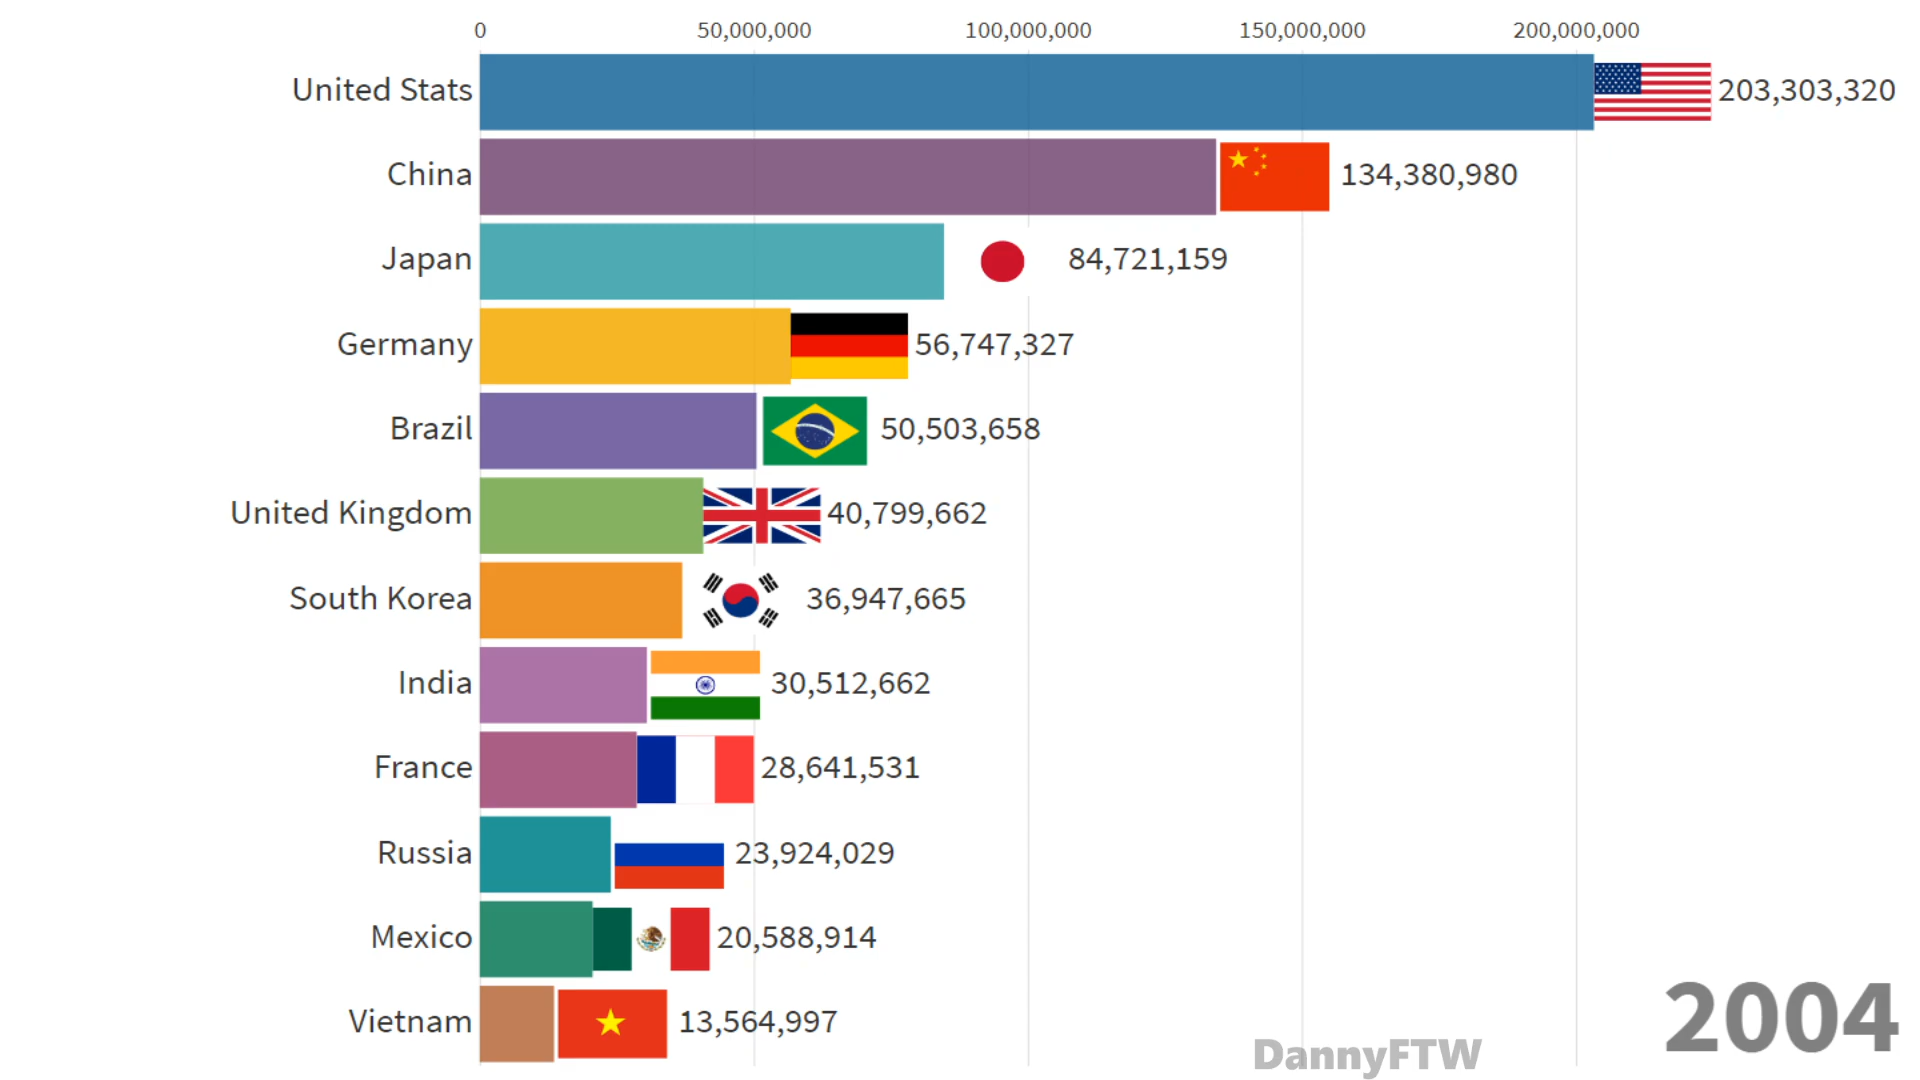 0 50,000,000 100,000,000 150,000,000 200,000,000
United Stats 203,303,320
China 134,380,980
Japan 84,721,159
Germany 56,747,327
Brazil 50,503,658
United Kingdom 40,799,662
South Korea 36,947,665
India 30,512,662
France 28,641,531
Russia 23,924,029
Mexico 20,588,914
Vietnam 13,564,997
2004
DannyFTW